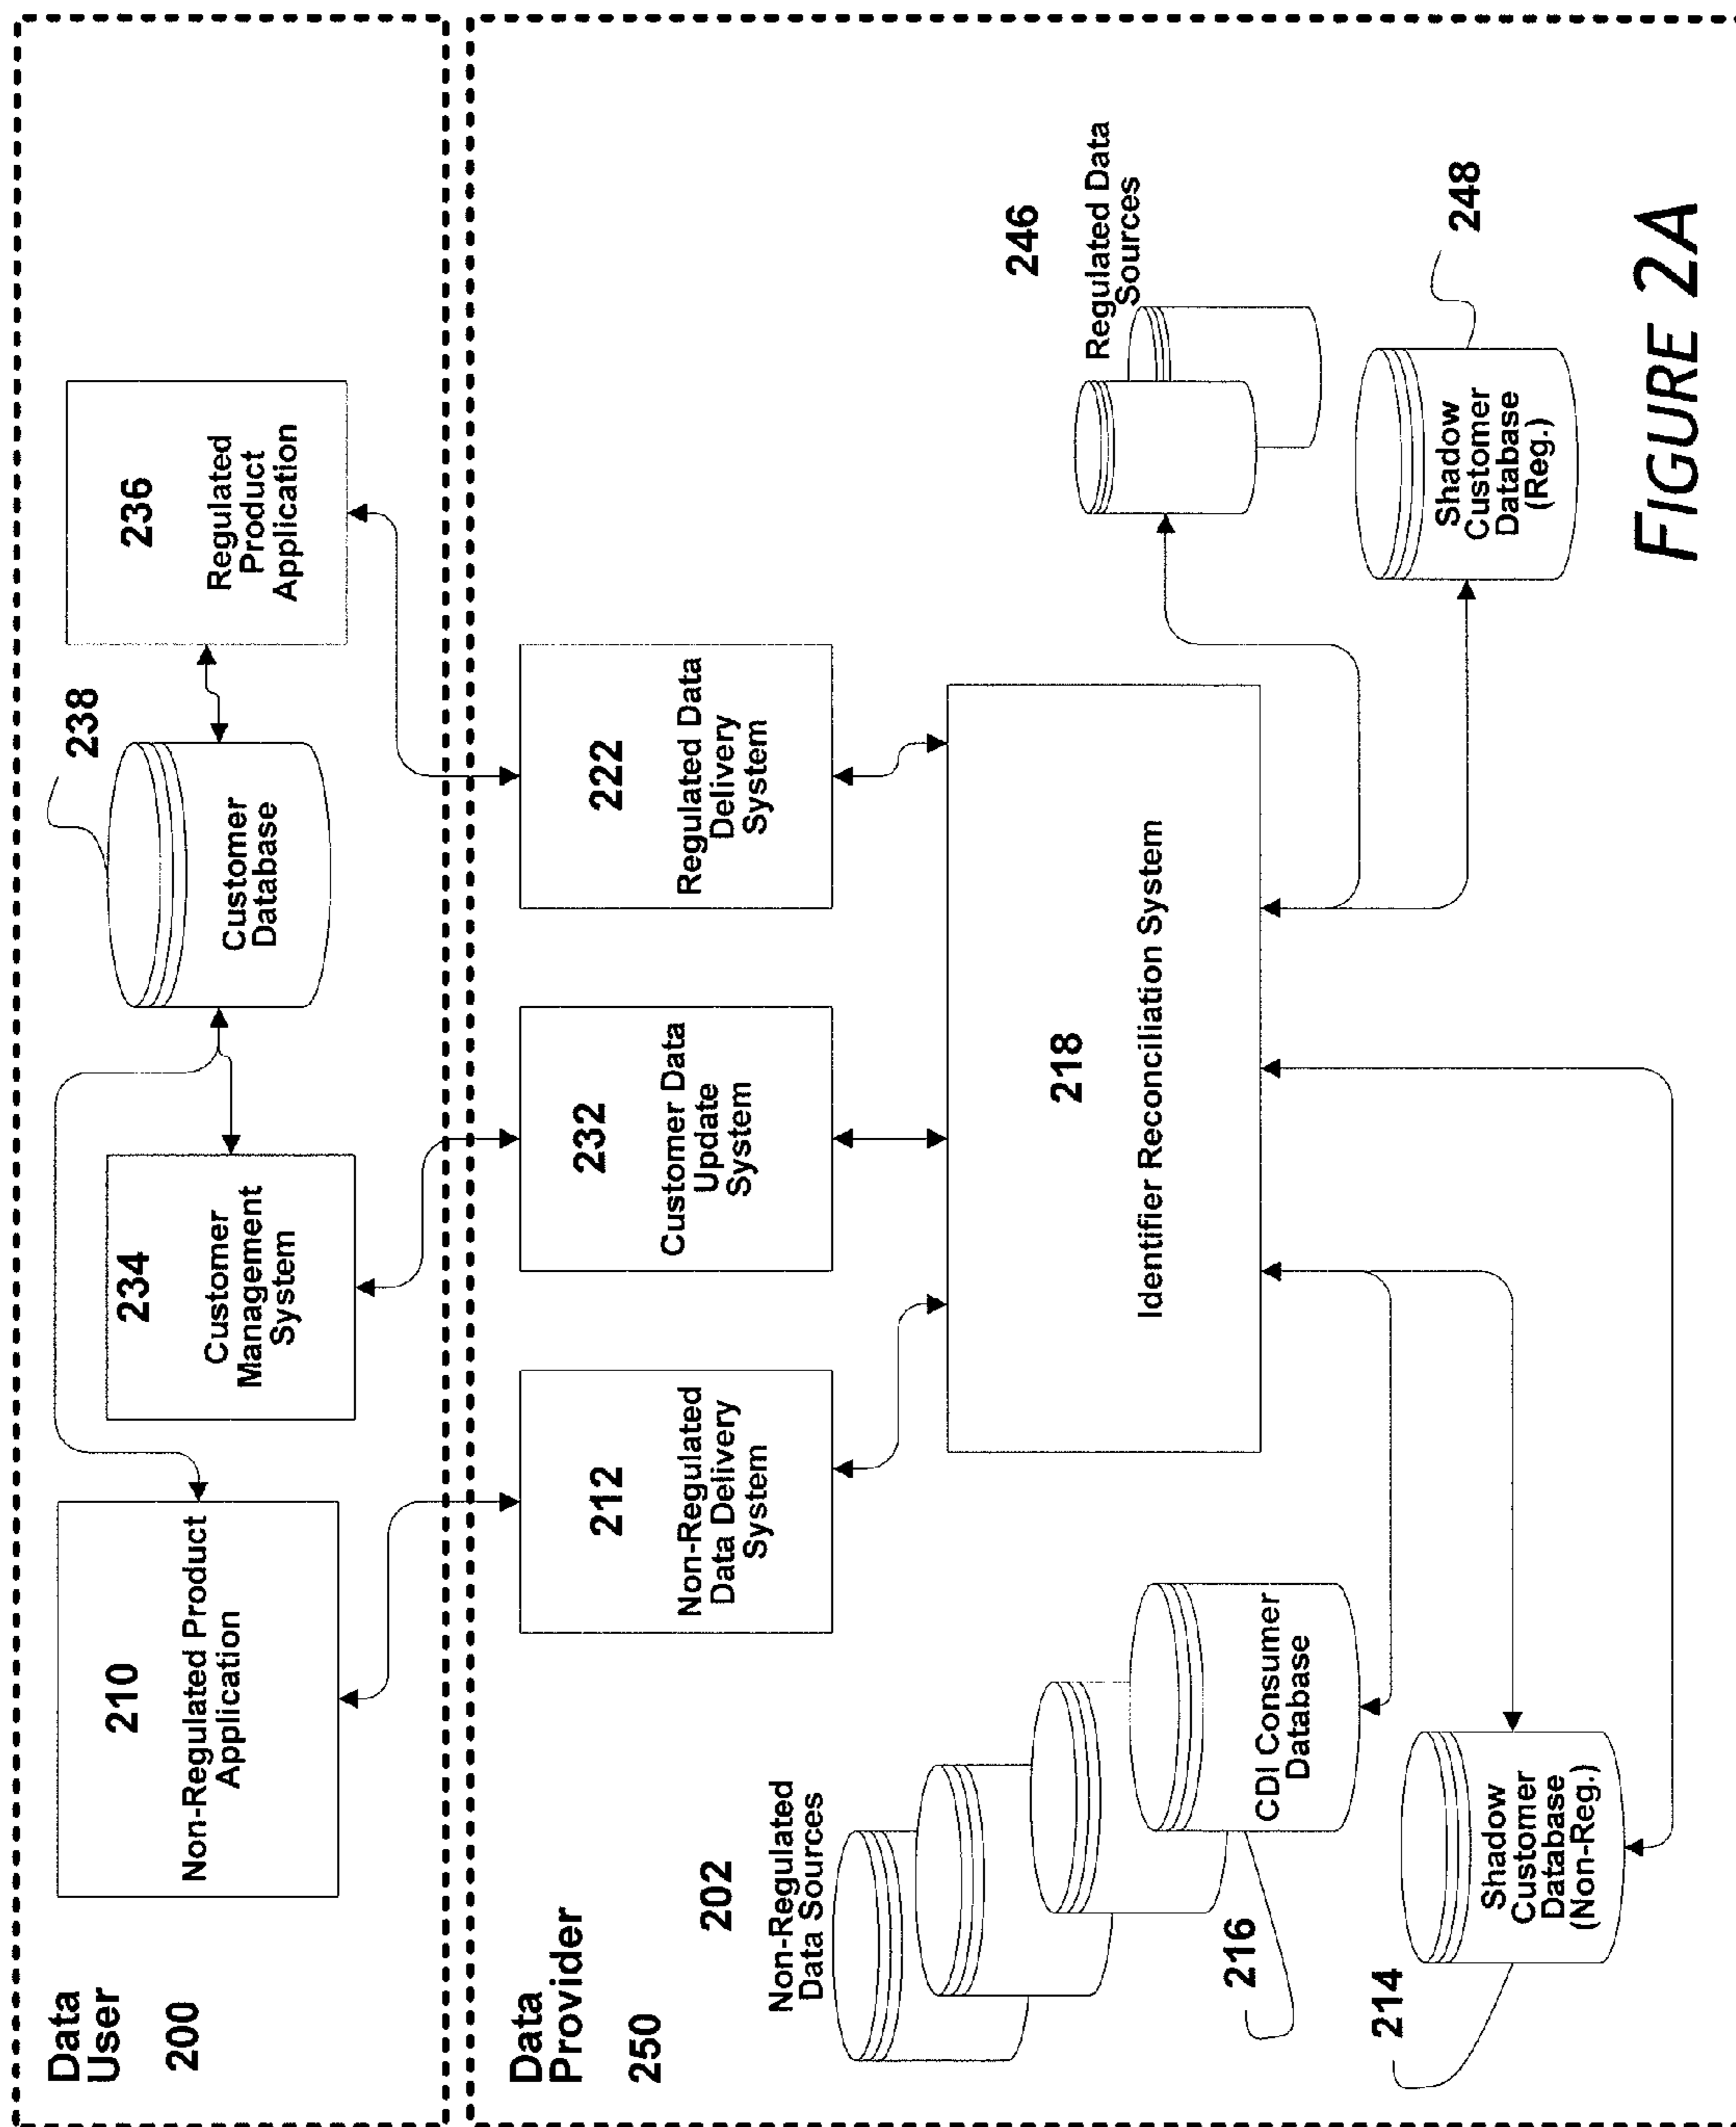 Data
User
200
210
Non-Regulated Product
Application
234
Customer
Management
System
238
Customer
Database
236
Regulated
Product
Application
Data
Provider
250
212
Non-Regulated
Data Delivery
System
232
Customer Data
Update
System
222
Regulated Data
Delivery
System
202
Non-Regulated
Data Sources
218
Identifier Reconciliation System
246
Regulated Data
Sources
216
CDI Consumer
Database
214
Shadow
Customer
Database
(Non-Reg.)
248
Shadow
Customer
Database
(Reg.)
FIGURE 2A